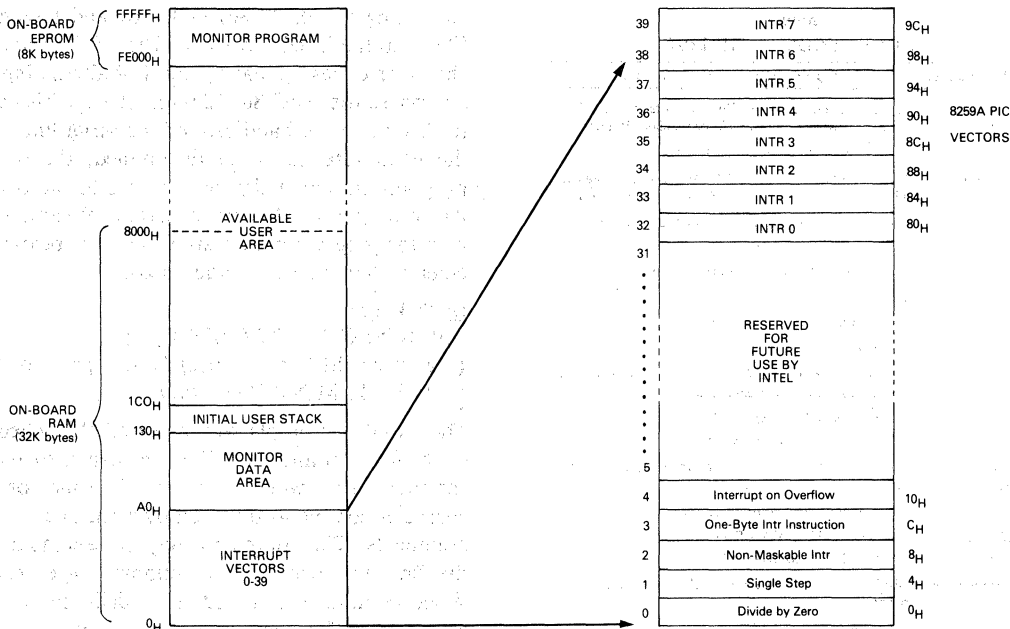 ON-BOARD
EPROM
(8K bytes)
FFFFFH
FE000H
MONITOR PROGRAM
AVAILABLE
USER
AREA
8000H
ON-BOARD
RAM
(32K bytes)
1C0H
INITIAL USER STACK
130H
MONITOR
DATA
AREA
A0H
INTERRUPT
VECTORS
0-39
0H
39 INTR 7 9CH
38 INTR 6 98H
37 INTR 5 94H
36 INTR 4 90H
35 INTR 3 8CH
34 INTR 2 88H
33 INTR 1 84H
32 INTR 0 80H
8259A PIC
VECTORS
31
RESERVED
FOR
FUTURE
USE BY
INTEL
5
4 Interrupt on Overflow 10H
3 One-Byte Intr Instruction CH
2 Non-Maskable Intr 8H
1 Single Step 4H
0 Divide by Zero 0H